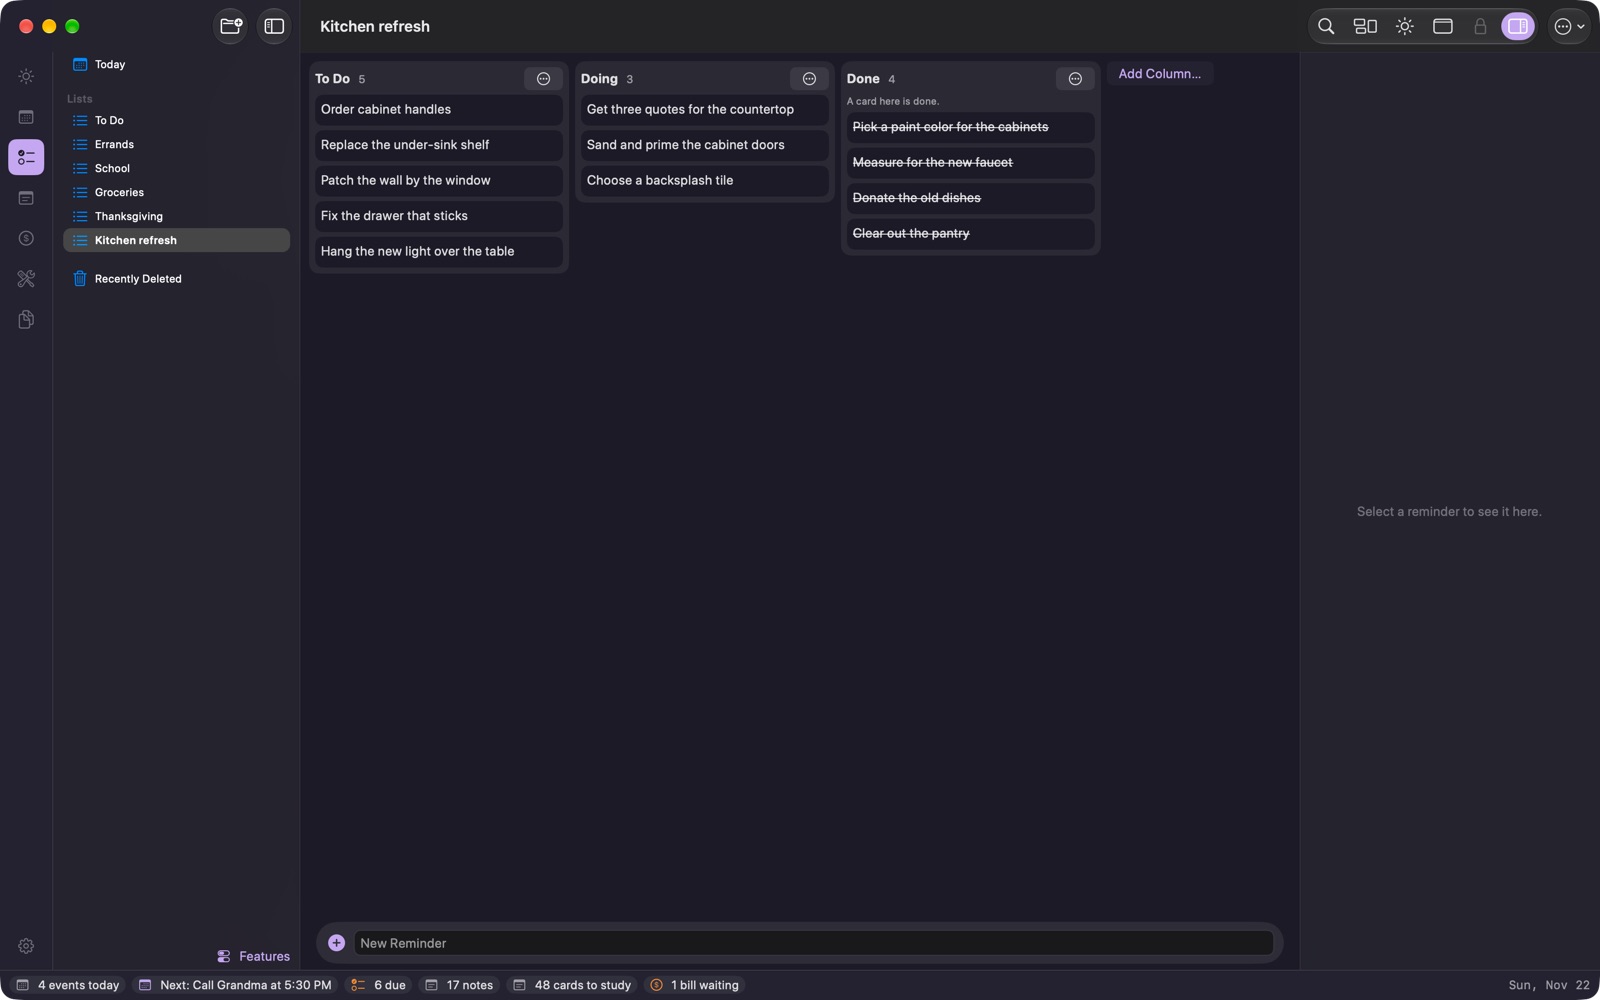 Kitchen refresh
Today
Lists
To Do
Errands
School
Groceries
Thanksgiving
Kitchen refresh
Recently Deleted
Features
To Do 5
Order cabinet handles
Replace the under-sink shelf
Patch the wall by the window
Fix the drawer that sticks
Hang the new light over the table
Doing 3
Get three quotes for the countertop
Sand and prime the cabinet doors
Choose a backsplash tile
Done 4
A card here is done.
Pick a paint color for the cabinets
Measure for the new faucet
Donate the old dishes
Clear out the pantry
Add Column...
Select a reminder to see it here.
New Reminder
4 events today
Next: Call Grandma at 5:30 PM
6 due
17 notes
48 cards to study
1 bill waiting
Sun, Nov 22